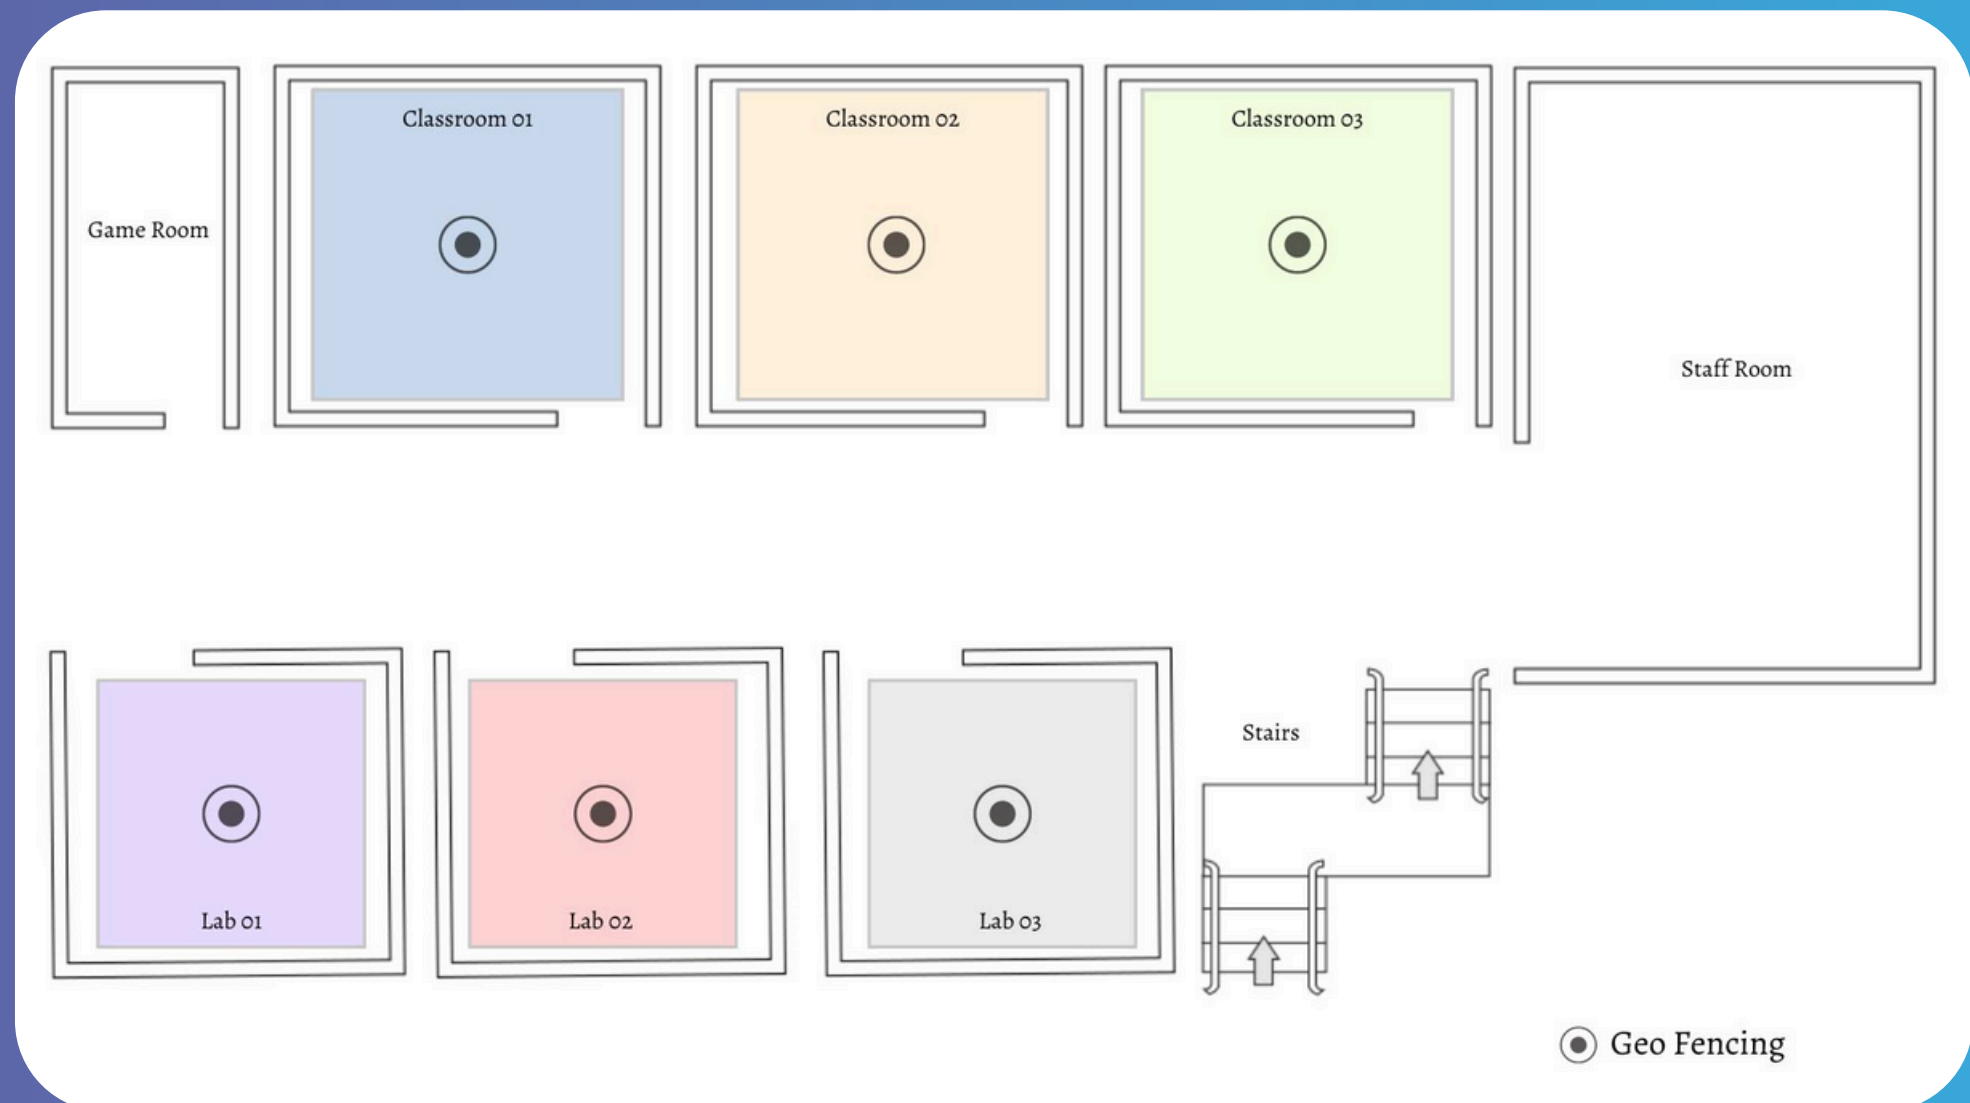 Classroom 01
Classroom 02
Classroom 03
Game Room
Staff Room
Stairs
Lab 01
Lab 02
Lab 03
Geo Fencing